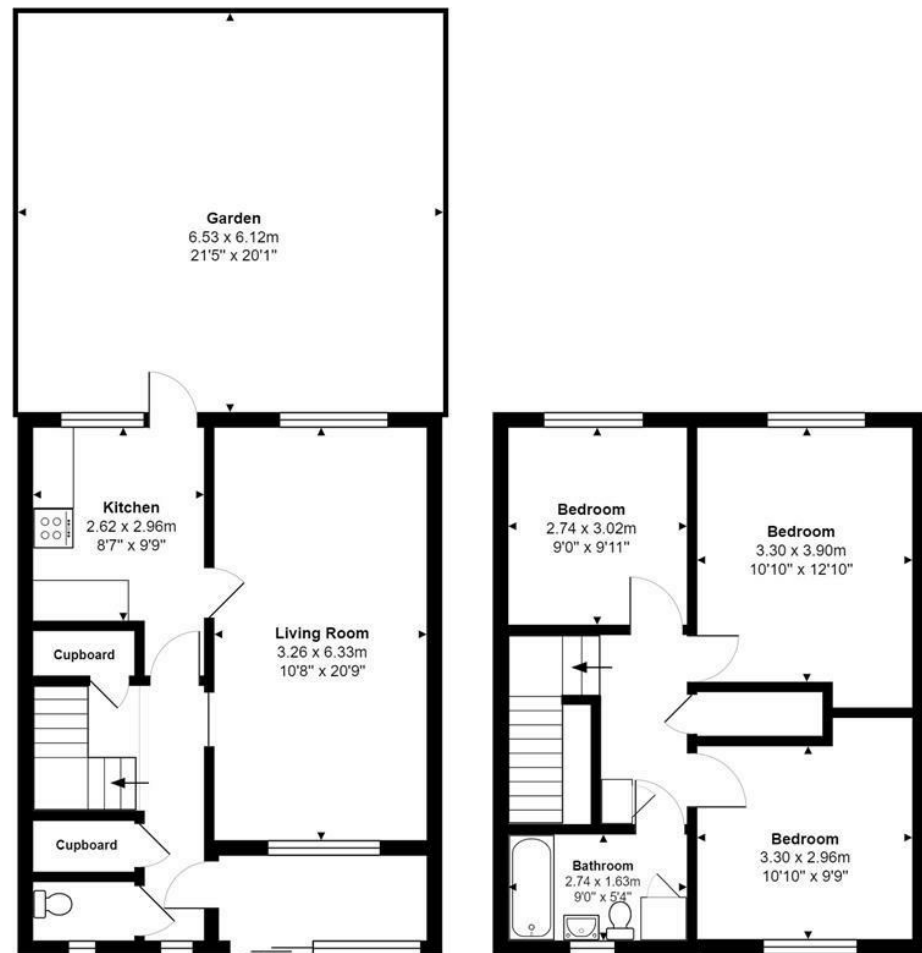 Garden
6.53 x 6.12m
21'5" x 20'1"
Kitchen
2.62 x 2.96m
8'7" x 9'9"
Cupboard
Living Room
3.26 x 6.33m
10'8" x 20'9"
Cupboard
Bedroom
2.74 x 3.02m
9'0" x 9'11"
Bedroom
3.30 x 3.90m
10'10" x 12'10"
Bathroom
2.74 x 1.63m
9'0" x 5'4"
Bedroom
3.30 x 2.96m
10'10" x 9'9"